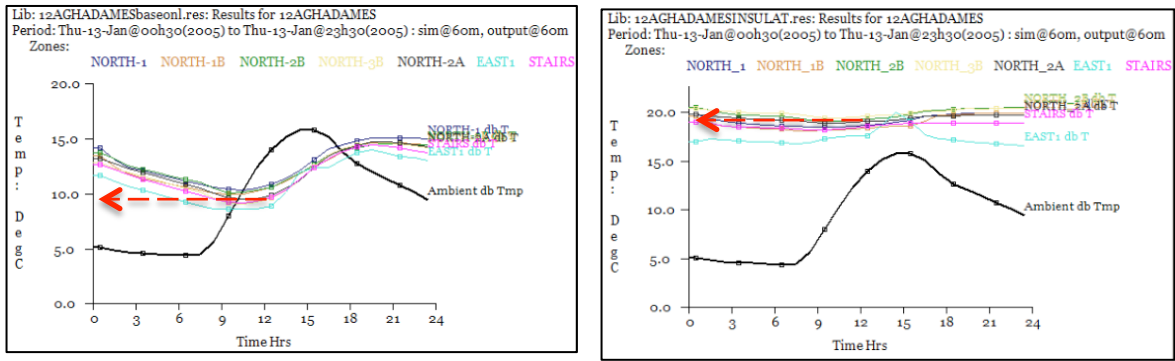 Lib: 12AGHADAMESbaseonl.res: Results for 12AGHADAMES
Period: Thu-13-Jan@00h30(2005) to Thu-13-Jan@23h30(2005) : sim@60m, output@60m
Zones:
NORTH-1 NORTH-1B NORTH-2B NORTH-3B NORTH-2A EAST1 STAIRS
20.0
15.0
10.0
5.0
0.0
Temp: DegC
NORTH-1 db T
STAIRS db T
EAST1 db T
Ambient db Tmp
0 3 6 9 12 15 18 21 24
Time Hrs
Lib: 12AGHADAMESINSULAT.res: Results for 12AGHADAMES
Period: Thu-13-Jan@00h30(2005) to Thu-13-Jan@23h30(2005) : sim@60m, output@60m
Zones:
NORTH_1 NORTH_1B NORTH_2B NORTH_3B NORTH_2A EAST1 STAIRS
20.0
15.0
10.0
5.0
0.0
Temp: DegC
NORTH_2A db T
STAIRS db T
EAST1 db T
Ambient db Tmp
0 3 6 9 12 15 18 21 24
Time Hrs